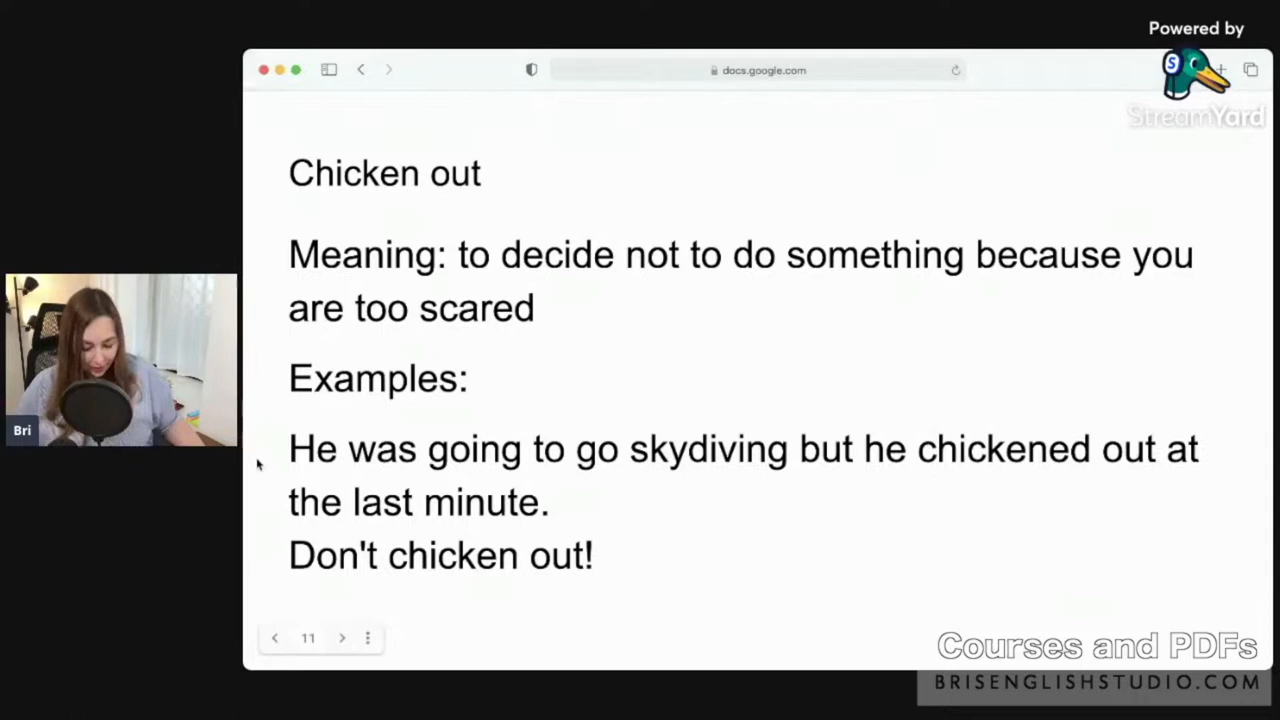 Powered by
StreamYard
docs.google.com
Chicken out
Meaning: to decide not to do something because you
are too scared
Examples:
He was going to go skydiving but he chickened out at
the last minute.
Don't chicken out!
Bri
11
Courses and PDFs
BRISENGLISHSTUDIO.COM